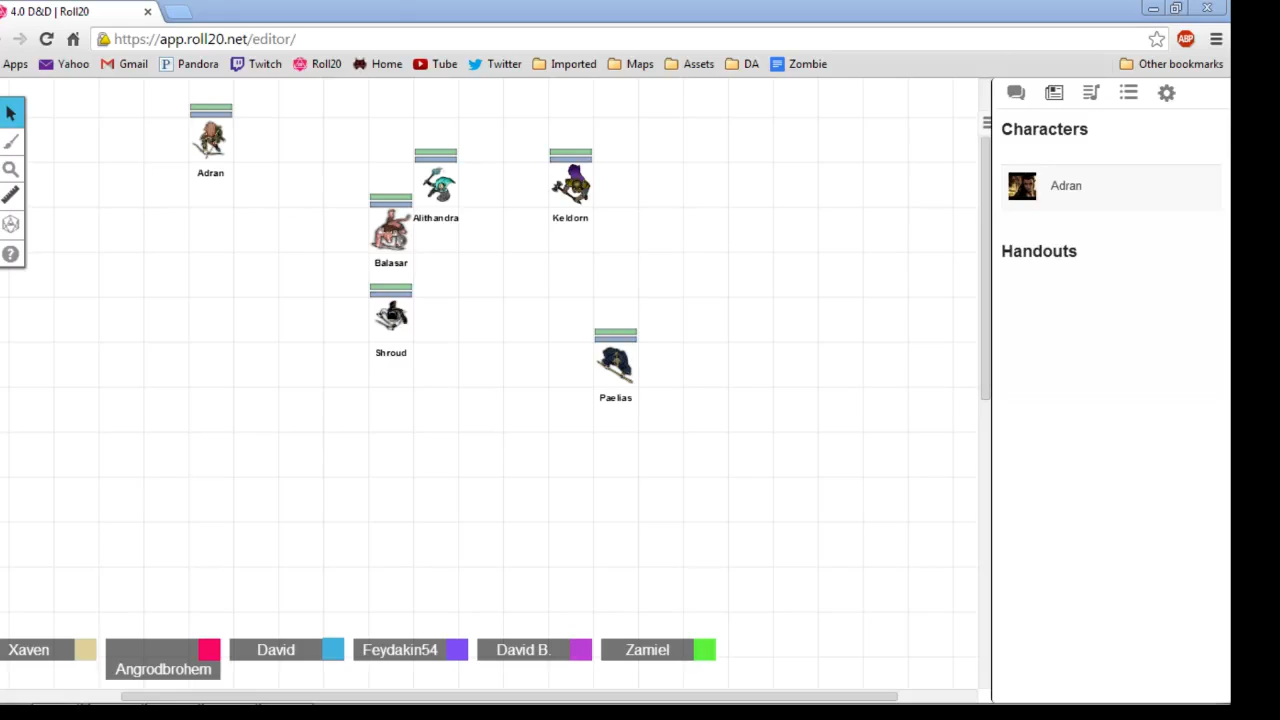 4.0 D&D | Roll20
https://app.roll20.net/editor/
Apps Yahoo Gmail Pandora Twitch Roll20 Home Tube Twitter Imported Maps Assets DA Zombie Other bookmarks
Characters
Adran
Handouts
Adran
Alithandra
Keldorn
Balasar
Shroud
Paelias
Xaven
Angrodbrohem
David
Feydakin54
David B.
Zamiel
ABP